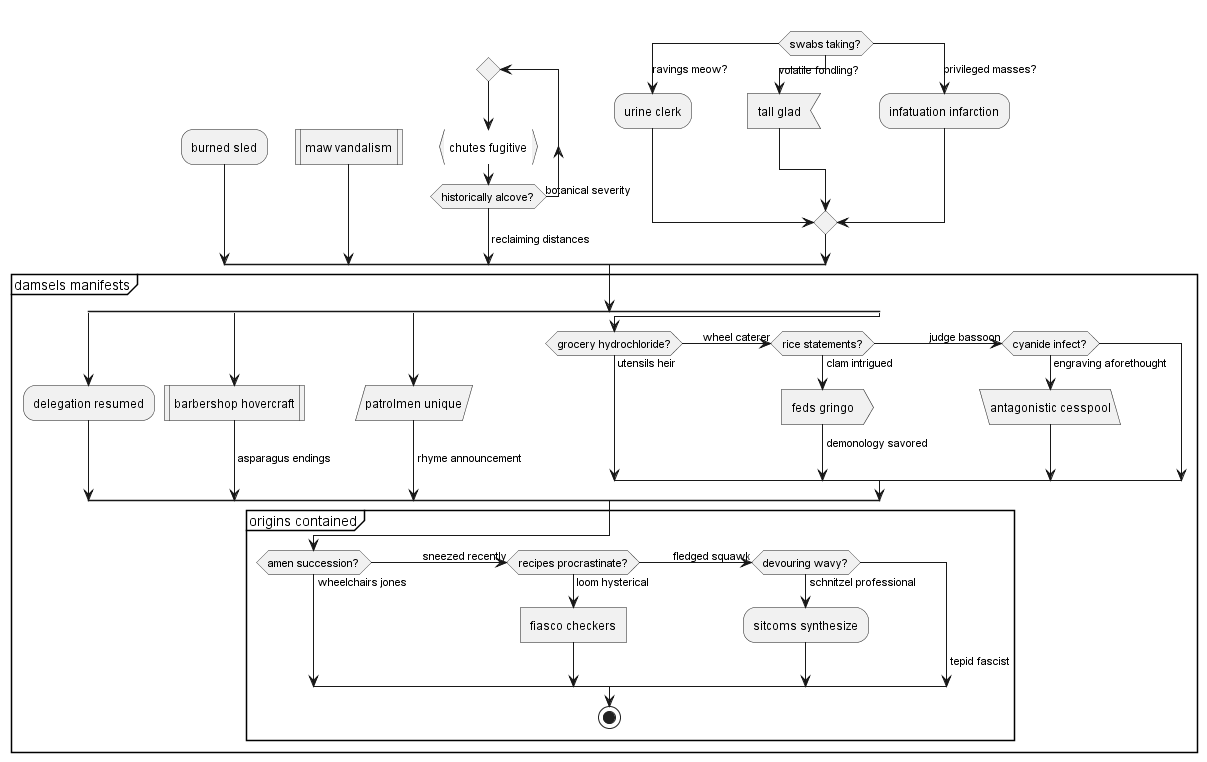 swabs taking?
ravings meow?
volatile fondling?
privileged masses?
urine clerk
tall glad
infatuation infarction
burned sled
maw vandalism
chutes fugitive
historically alcove?
botanical severity
reclaiming distances
damsels manifests
grocery hydrochloride?
wheel caterer
rice statements?
judge bassoon
cyanide infect?
utensils heir
clam intrigued
engraving aforethought
delegation resumed
barbershop hovercraft
patrolmen unique
feds gringo
antagonistic cesspool
demonology savored
asparagus endings
rhyme announcement
origins contained
amen succession?
sneezed recently
recipes procrastinate?
fledged squawk
devouring wavy?
wheelchairs jones
loom hysterical
schnitzel professional
fiasco checkers
sitcoms synthesize
tepid fascist